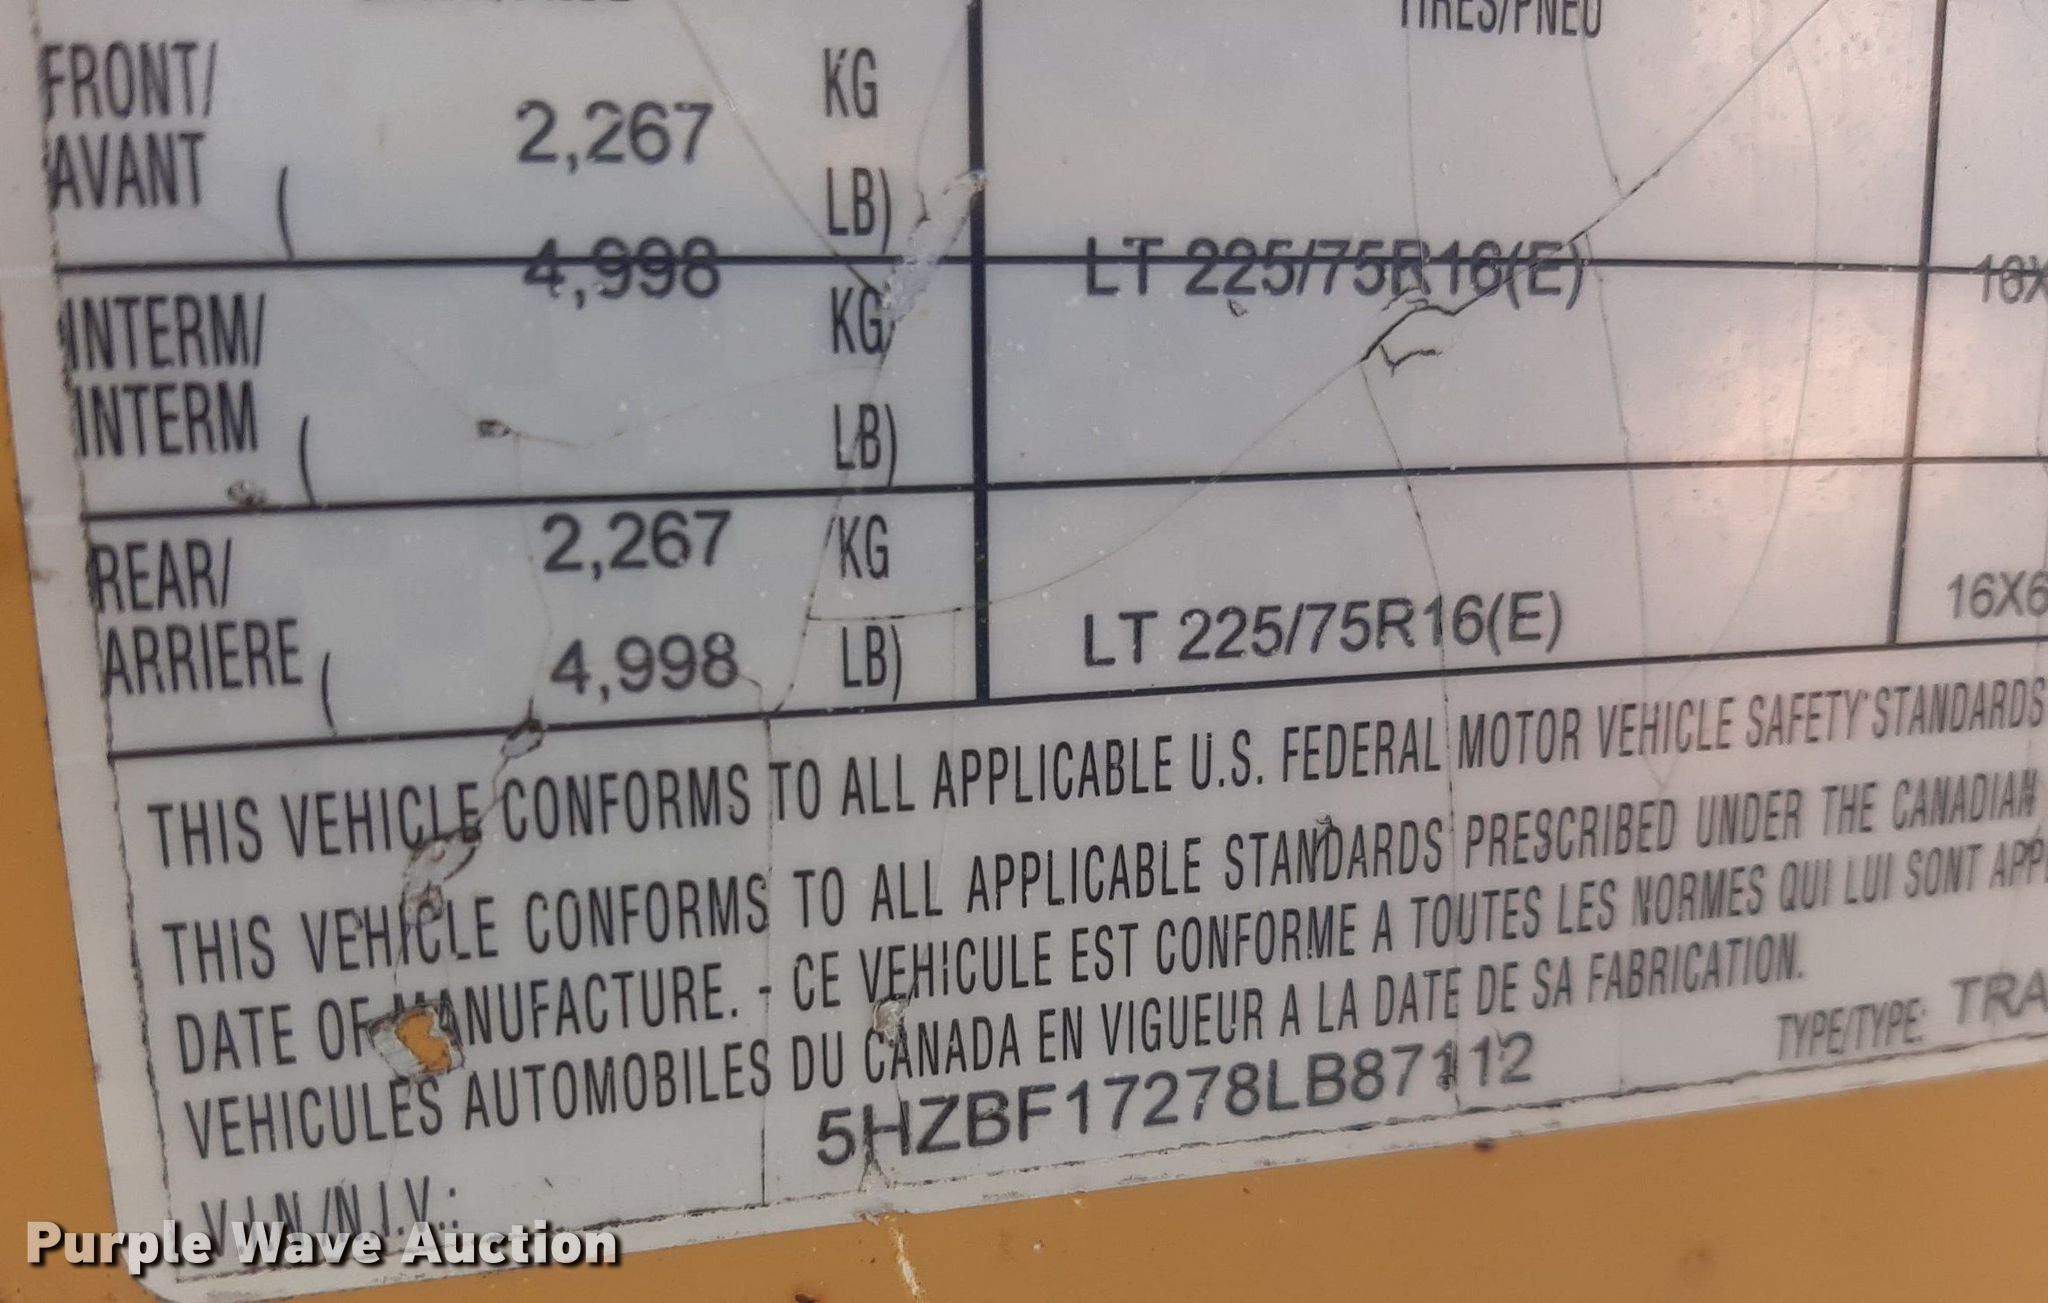 TIRES/PNEU
FRONT/
AVANT
2,267 KG
( 4,998 LB)
LT 225/75R16(E)
16X
INTERM/
INTERM
KG
( LB)
REAR/
ARRIERE
2,267 KG
( 4,998 LB)
LT 225/75R16(E)
16X6
THIS VEHICLE CONFORMS TO ALL APPLICABLE U.S. FEDERAL MOTOR VEHICLE SAFETY STANDARDS
THIS VEHICLE CONFORMS TO ALL APPLICABLE STANDARDS PRESCRIBED UNDER THE CANADIAN
DATE OF MANUFACTURE. - CE VEHICULE EST CONFORME A TOUTES LES NORMES QUI LUI SONT APPL
VEHICULES AUTOMOBILES DU CANADA EN VIGUEUR A LA DATE DE SA FABRICATION.
V.I.N./N.I.V.: 5HZBF17278LB87112 TYPE/TYPE: TRA
Purple Wave Auction